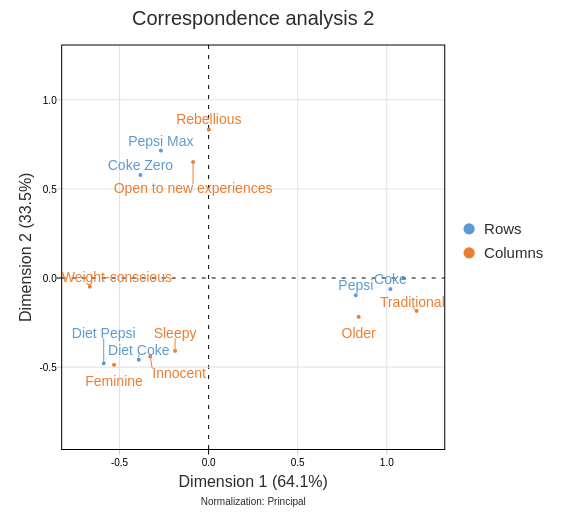 Correspondence analysis 2
Dimension 2 (33.5%)
1.0
0.5
0.0
-0.5
Rebellious
Pepsi Max
Coke Zero
Open to new experiences
Weight conscious
Coke
Pepsi
Traditional
Older
Diet Pepsi
Sleepy
Diet Coke
Innocent
Feminine
Rows
Columns
-0.5
0.0
0.5
1.0
Dimension 1 (64.1%)
Normalization: Principal